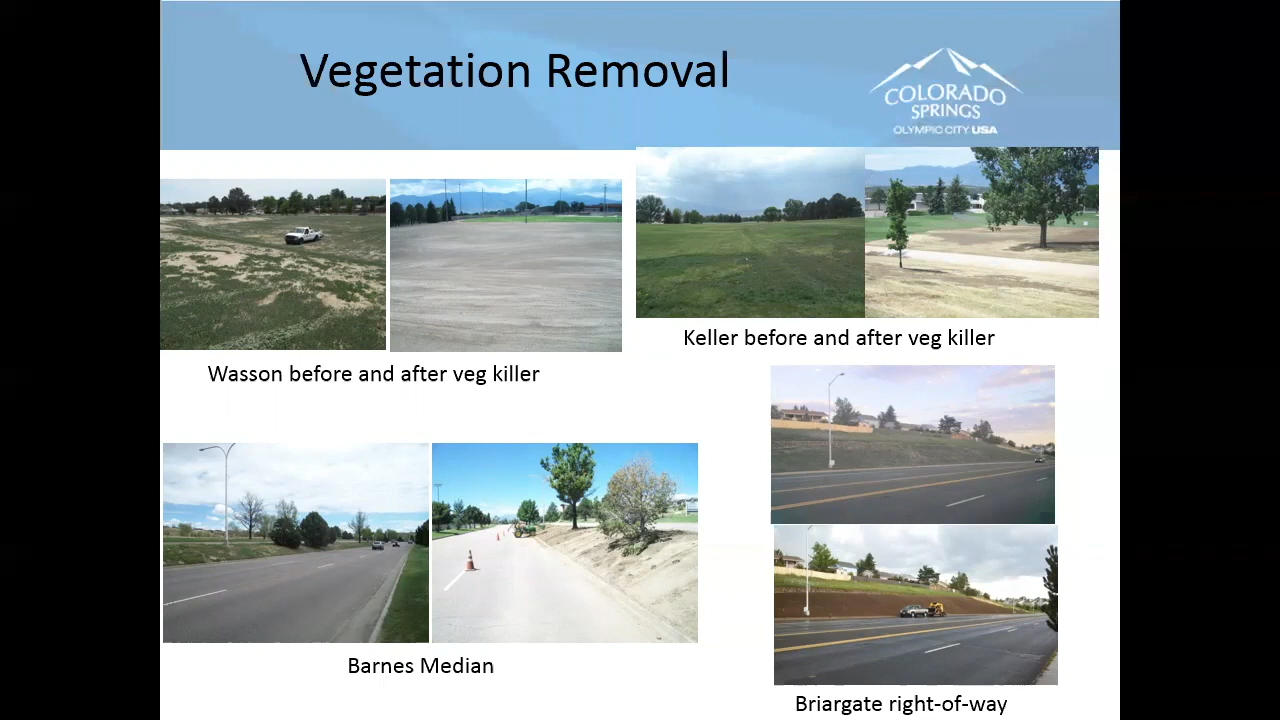 Vegetation Removal
COLORADO
SPRINGS
OLYMPIC CITY USA
Keller before and after veg killer
Wasson before and after veg killer
Barnes Median
Briargate right-of-way